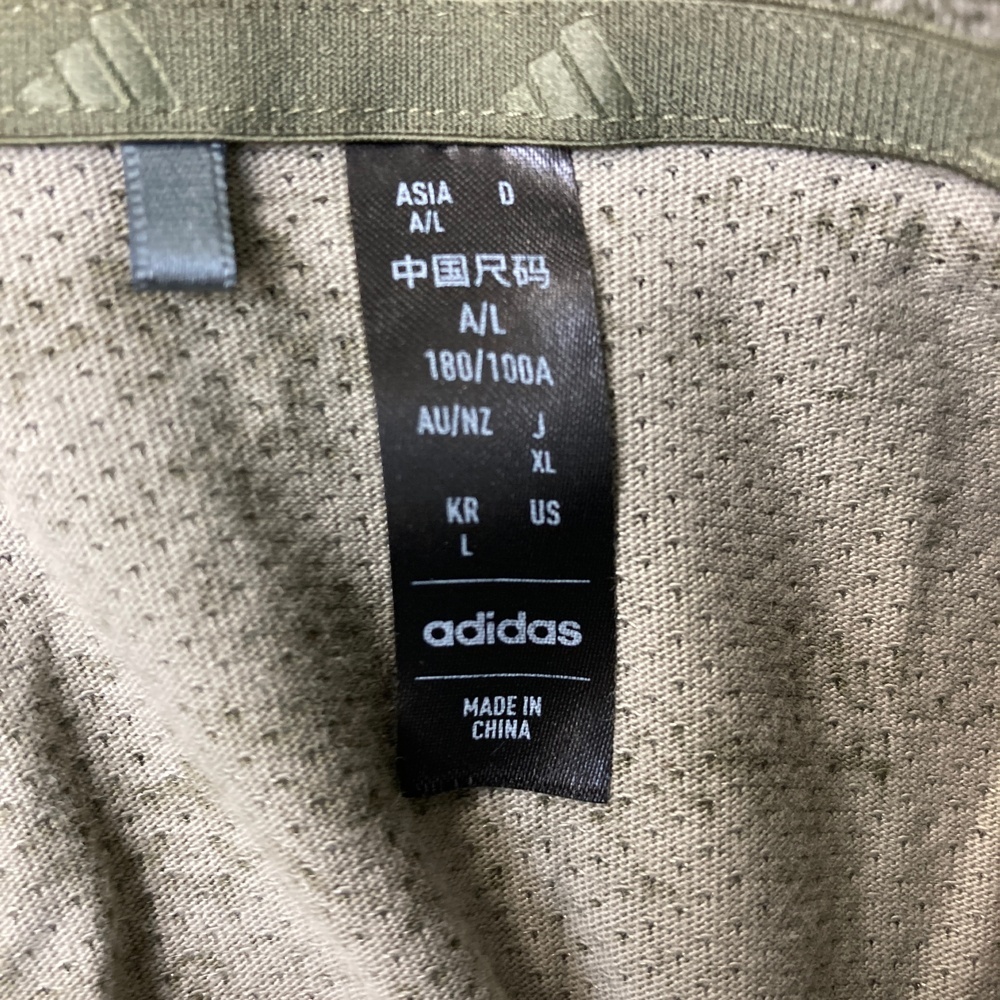 ASIA D
A/L
中国尺码
A/L
180/100A
AU/NZ J
XL
KR US
L
adidas
MADE IN
CHINA